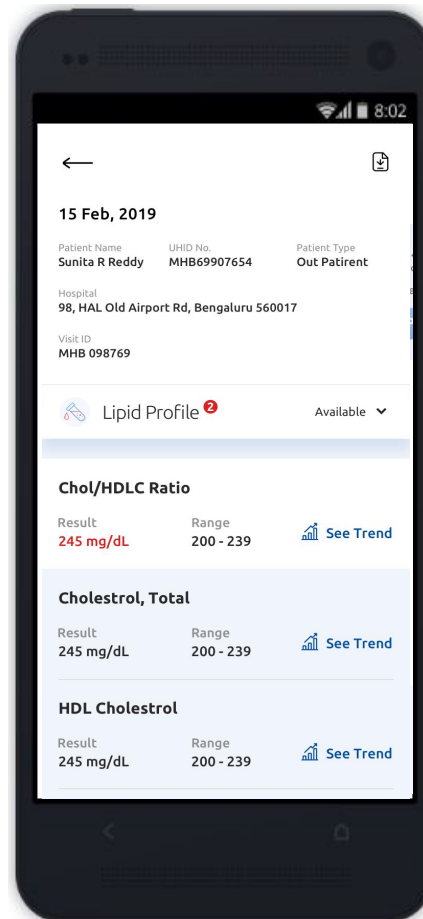 8:02
15 Feb, 2019
Patient Name UHID No. Patient Type
Sunita R Reddy MHB69907654 Out Patirent
Hospital
98, HAL Old Airport Rd, Bengaluru 560017
Visit ID
MHB 098769
Lipid Profile 2 Available
Chol/HDLC Ratio
Result Range
245 mg/dL 200 - 239 See Trend
Cholestrol, Total
Result Range
245 mg/dL 200 - 239 See Trend
HDL Cholestrol
Result Range
245 mg/dL 200 - 239 See Trend